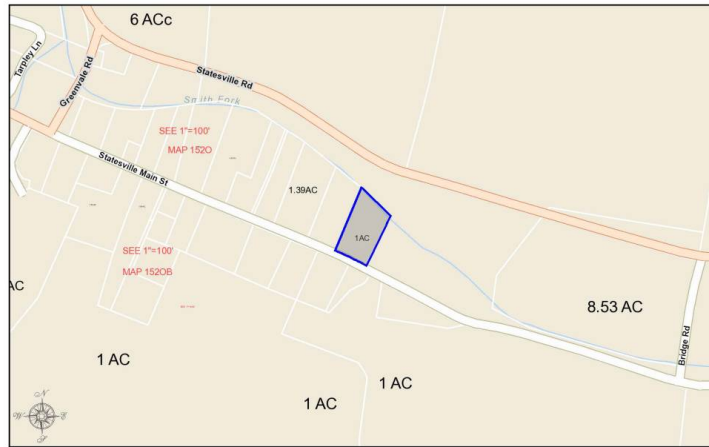 6 ACc
Tarpley Ln
Greenvale Rd
Statesville Rd
Smith Fork
SEE 1"=100'
MAP 152O
Statesville Main St
1.39AC
1AC
SEE 1"=100'
MAP 152OB
AC
8.53 AC
Bridge Rd
1 AC
1 AC
1 AC
N
W
E
S